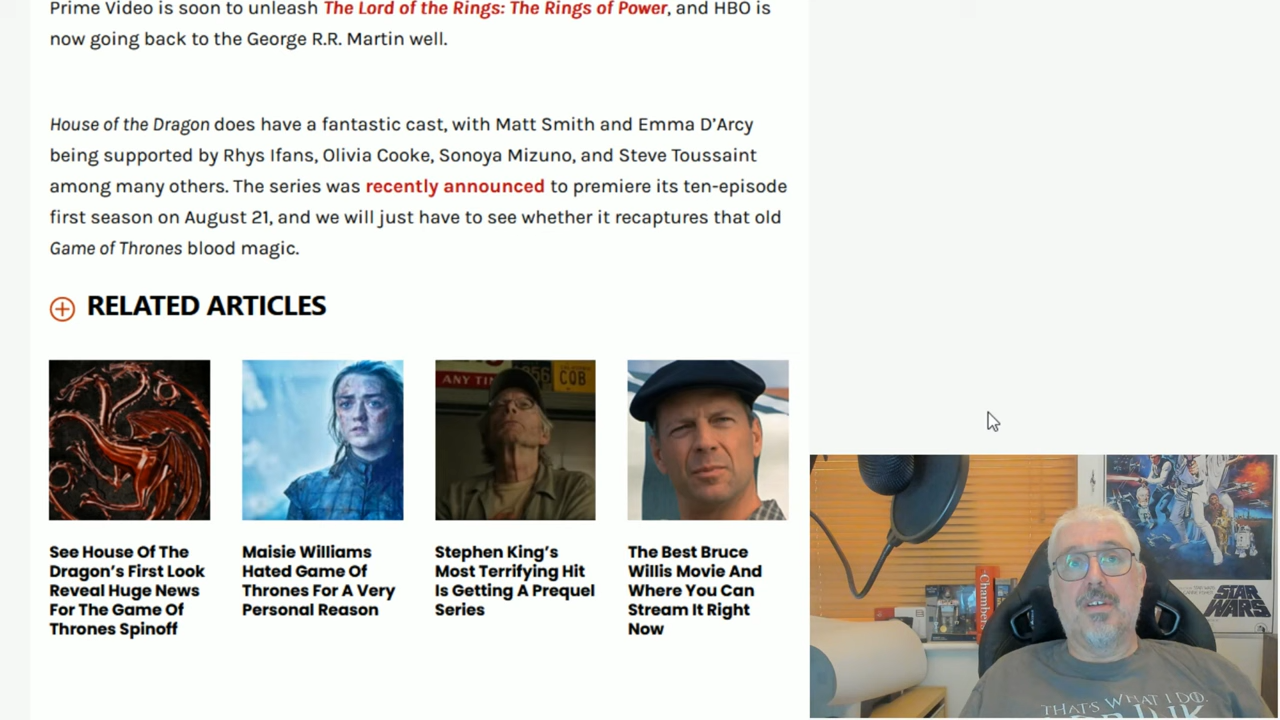 Prime Video is soon to unleash The Lord of the Rings: The Rings of Power, and HBO is
now going back to the George R.R. Martin well.
House of the Dragon does have a fantastic cast, with Matt Smith and Emma D'Arcy
being supported by Rhys Ifans, Olivia Cooke, Sonoya Mizuno, and Steve Toussaint
among many others. The series was recently announced to premiere its ten-episode
first season on August 21, and we will just have to see whether it recaptures that old
Game of Thrones blood magic.
RELATED ARTICLES
ANY TI
856
COB
See House Of The
Dragon's First Look
Reveal Huge News
For The Game Of
Thrones Spinoff
Maisie Williams
Hated Game Of
Thrones For A Very
Personal Reason
Stephen King's
Most Terrifying Hit
Is Getting A Prequel
Series
The Best Bruce
Willis Movie And
Where You Can
Stream It Right
Now
Chambers
STAR
WARS
THAT'S WHAT I DO.